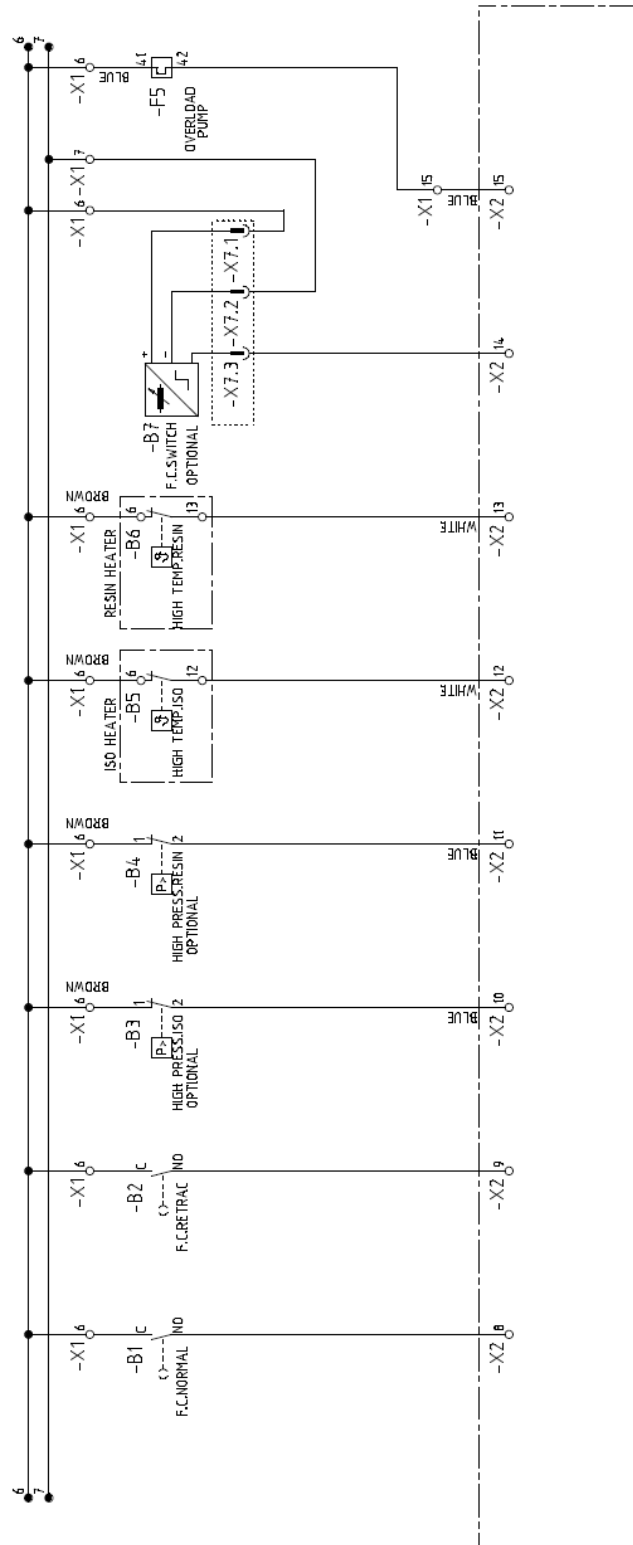 6
7
-X1 6
C
-B1
NO
F.C.NORMAL
-X2 8
-X1 6
C
-B2
NO
F.C.RETRAC
-X2 9
-X1 6
BROWN
1
-B3
P>
2
HIGH PRESS.ISO
OPTIONAL
BLUE
-X2 10
-X1 6
BROWN
1
-B4
P>
2
HIGH PRESS.RESIN
OPTIONAL
BLUE
-X2 11
-X1 6
BROWN
ISO HEATER
6
-B5
ϑ
HIGH TEMP.ISO
12
WHITE
-X2 12
-X1 6
BROWN
RESIN HEATER
6
-B6
ϑ
HIGH TEMP.RESIN
13
WHITE
-X2 13
+
-
-B7
F.C.SWITCH
OPTIONAL
-X7.3
-X7.2
-X7.1
-X2 14
-X1 6
-X1 7
-X1 6
BLUE
41
-F5
42
OVERLOAD
PUMP
-X1 15
BLUE
-X2 15
6
7